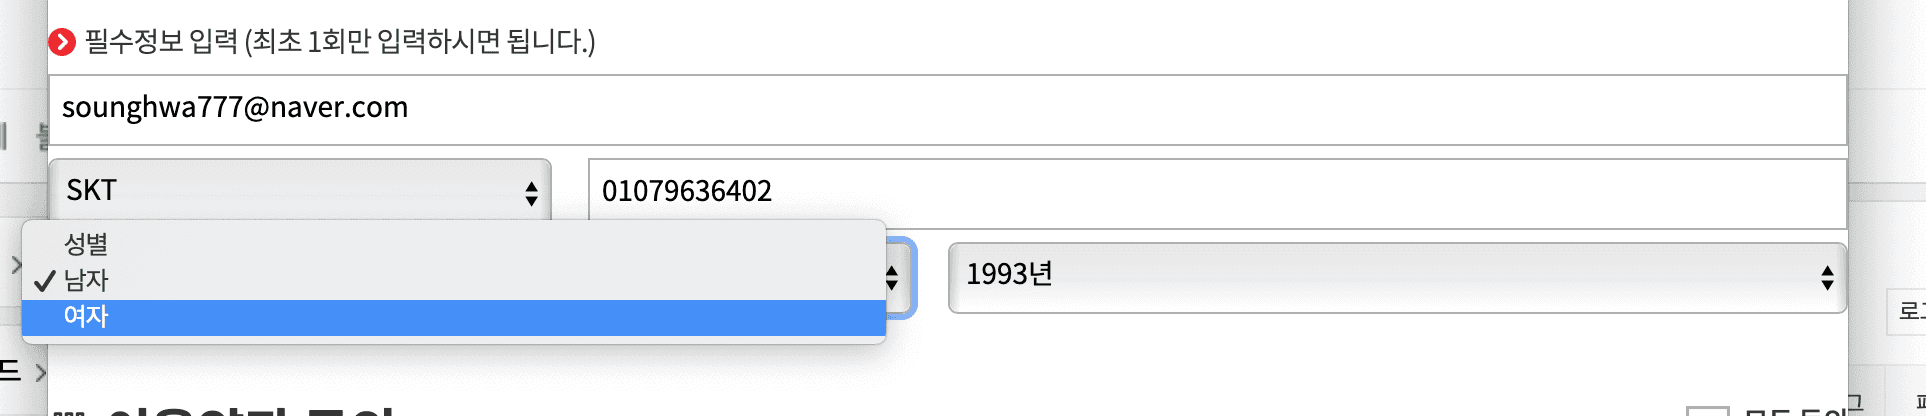 필수정보 입력 (최초 1회만 입력하시면 됩니다.)
sounghwa777@naver.com
SKT 01079636402
성별
남자 1993년
여자